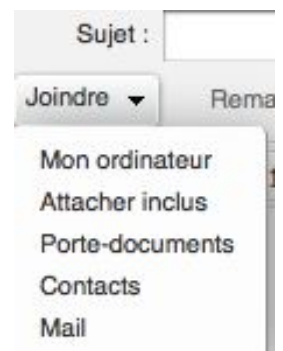 Sujet :
Joindre
Mon ordinateur
Attacher inclus
Porte-documents
Contacts
Mail